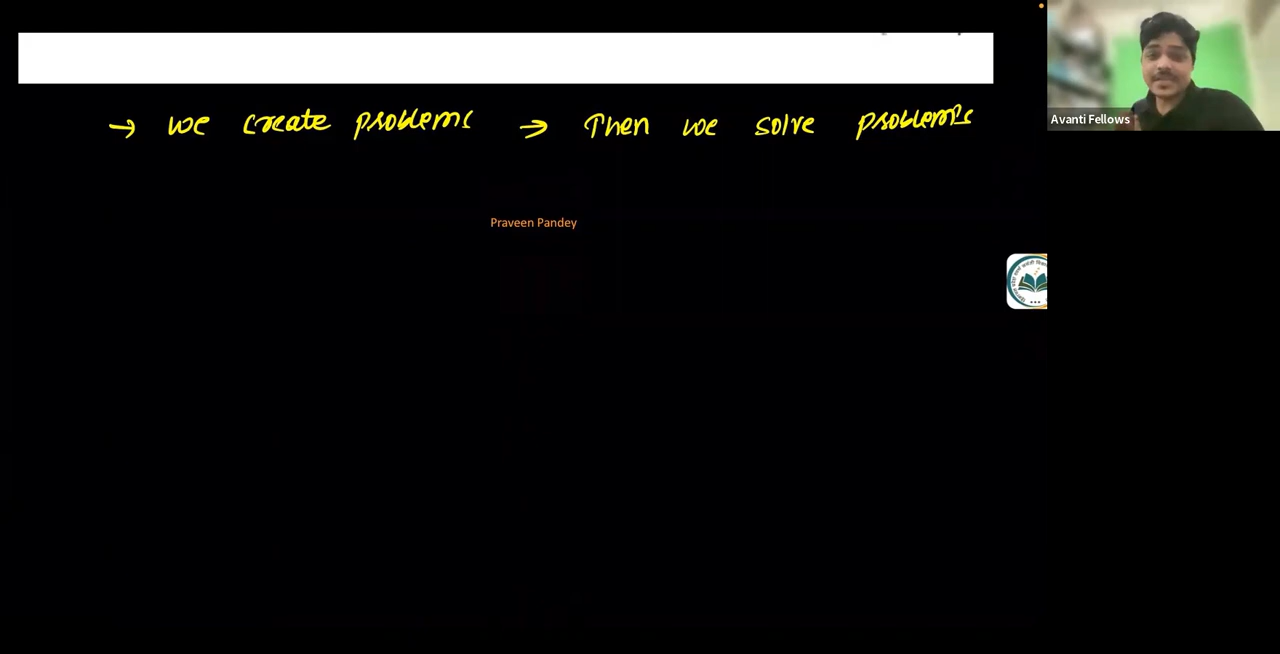 → we create problems → Then we solve problems
Praveen Pandey
Avanti Fellows